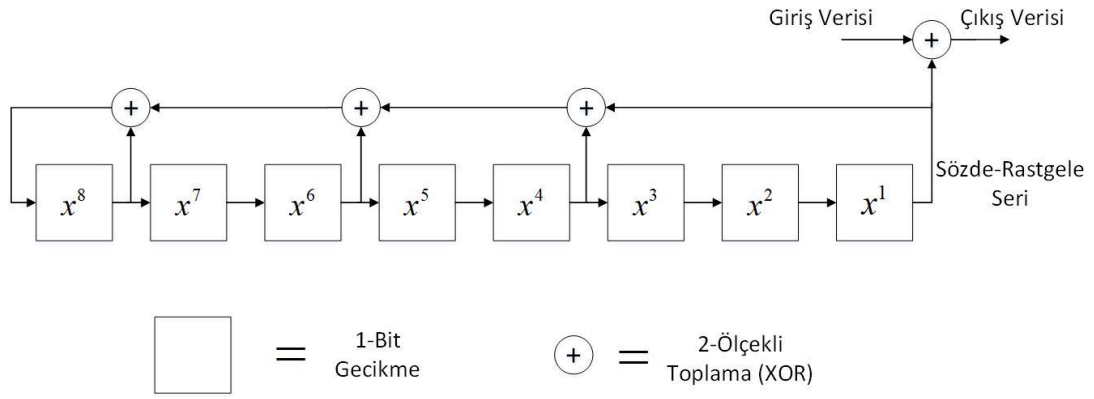 Giriş Verisi
Çıkış Verisi
+
+ + +
x⁸ x⁷ x⁶ x⁵ x⁴ x³ x² x¹
Sözde-Rastgele
Seri
= 1-Bit
Gecikme
+ = 2-Ölçekli
Toplama (XOR)